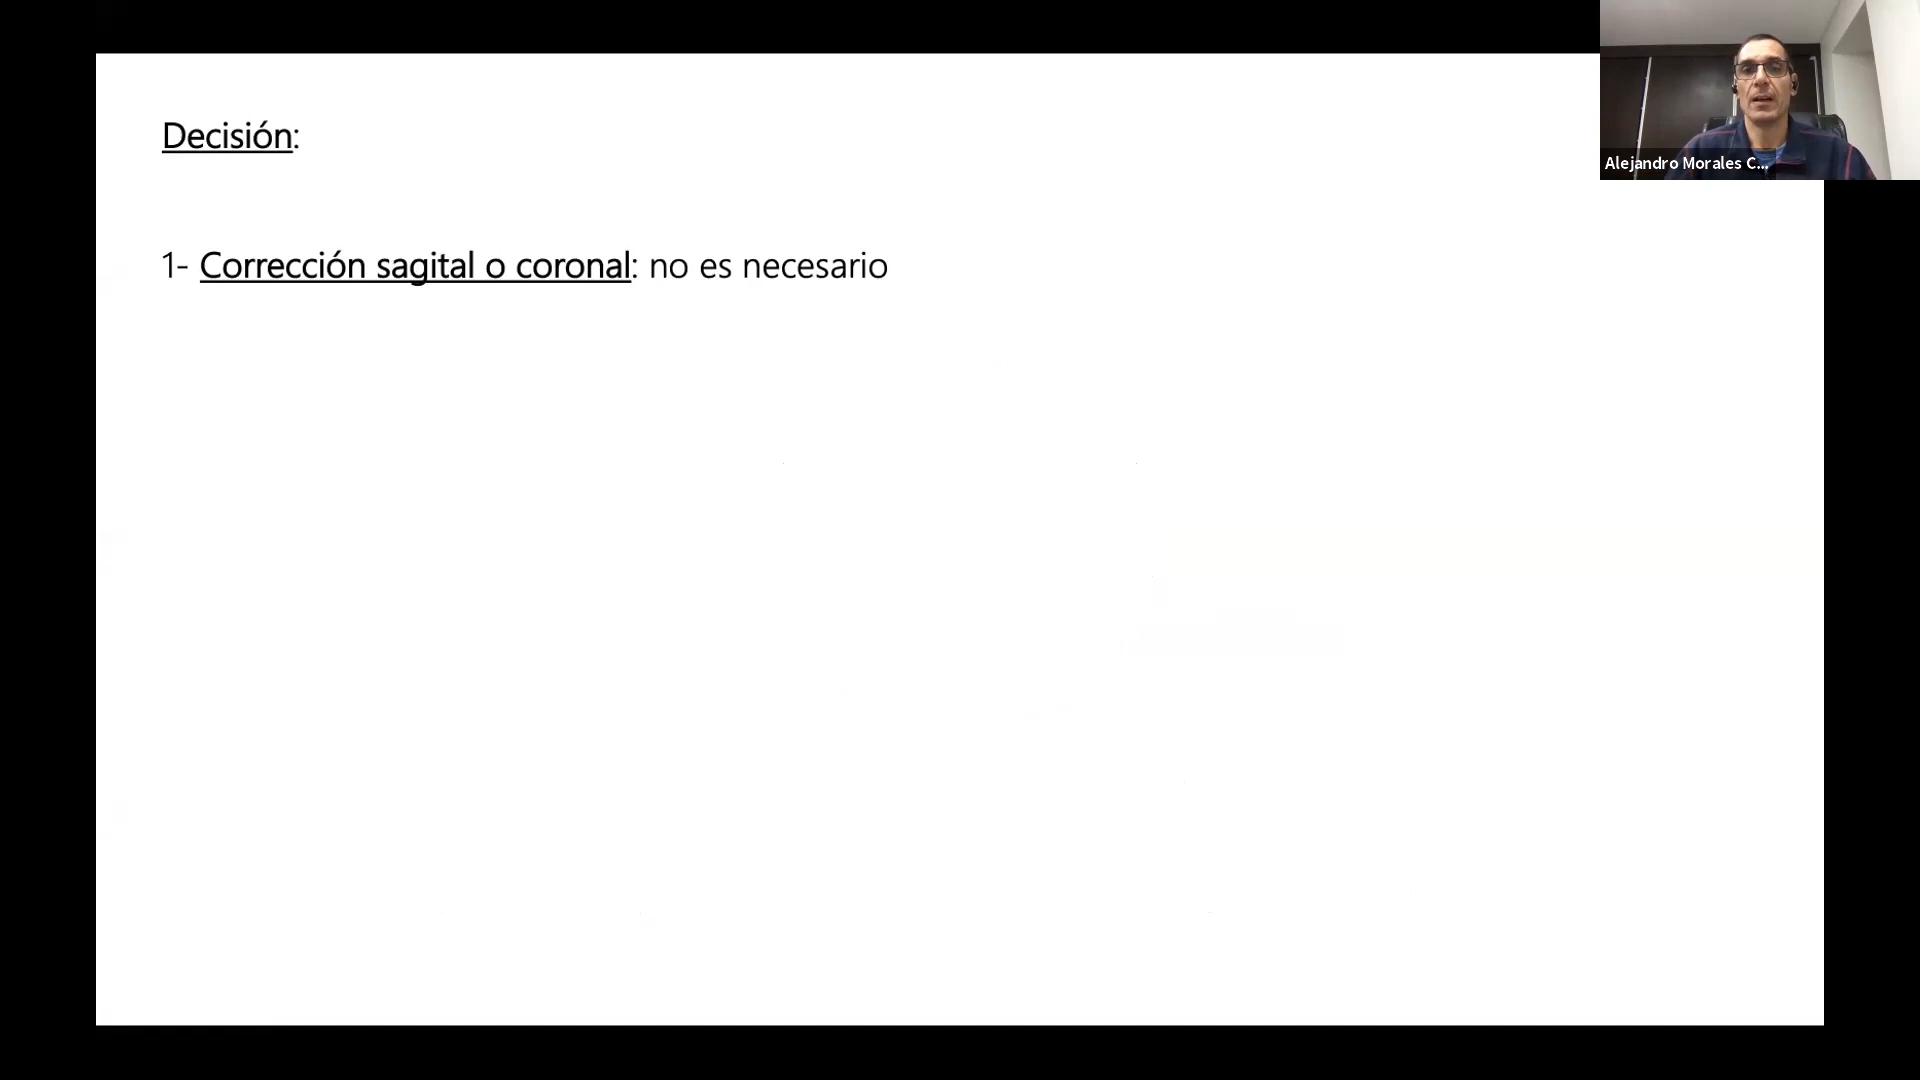 Decisión:
1- Corrección sagital o coronal: no es necesario
Alejandro Morales C...